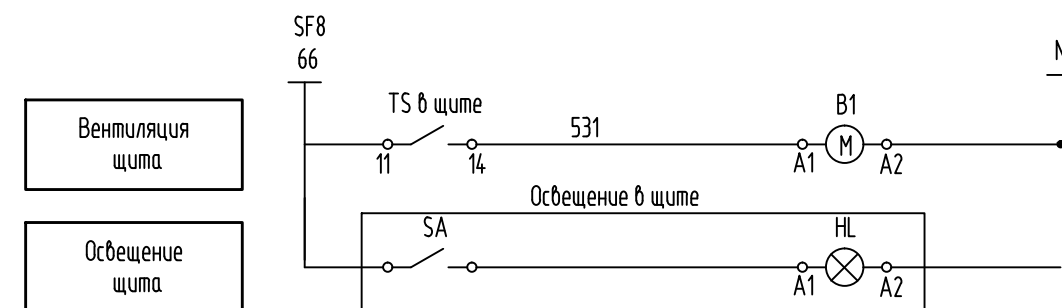 SF8
66
N
Вентиляция
щита
TS в щите
11
14
531
B1
M
A1
A2
Освещение
щита
Освещение в щите
SA
HL
A1
A2